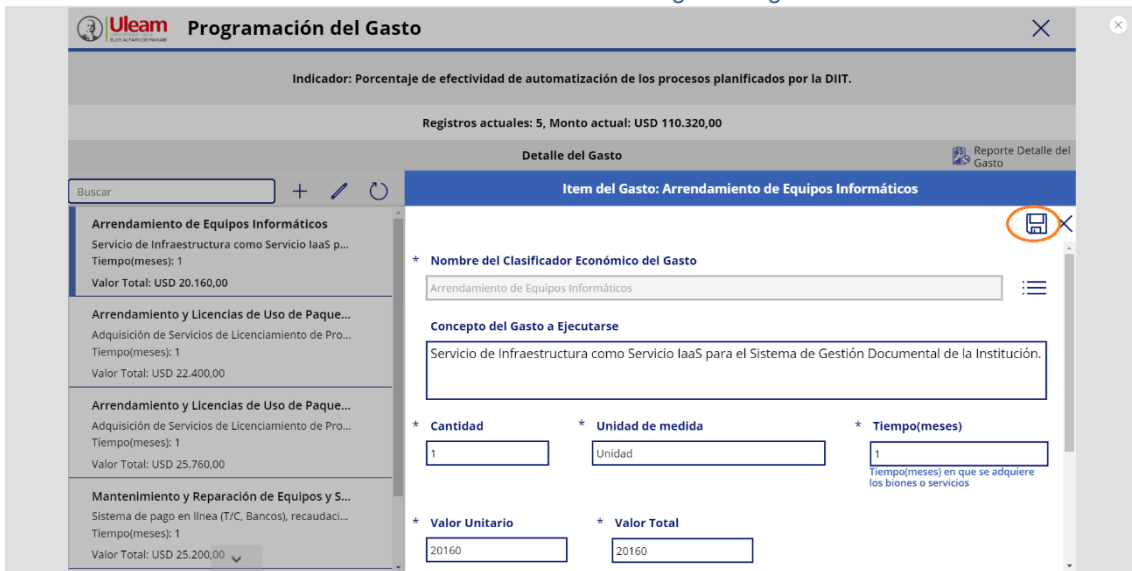 Uleam
Programación del Gasto
Indicador: Porcentaje de efectividad de automatización de los procesos planificados por la DIIT.
Registros actuales: 5, Monto actual: USD 110.320,00
Detalle del Gasto
Reporte Detalle del
Gasto
Buscar
Item del Gasto: Arrendamiento de Equipos Informáticos
Arrendamiento de Equipos Informáticos
Servicio de Infraestructura como Servicio IaaS p...
Tiempo(meses): 1
Valor Total: USD 20.160,00
Arrendamiento y Licencias de Uso de Paque...
Adquisición de Servicios de Licenciamiento de Pro...
Tiempo(meses): 1
Valor Total: USD 22.400,00
Arrendamiento y Licencias de Uso de Paque...
Adquisición de Servicios de Licenciamiento de Pro...
Tiempo(meses): 1
Valor Total: USD 25.760,00
Mantenimiento y Reparación de Equipos y S...
Sistema de pago en línea (T/C, Bancos), recaudaci...
Tiempo(meses): 1
Valor Total: USD 25.200,00
* Nombre del Clasificador Económico del Gasto
Arrendamiento de Equipos Informáticos
Concepto del Gasto a Ejecutarse
Servicio de Infraestructura como Servicio IaaS para el Sistema de Gestión Documental de la Institución.
* Cantidad * Unidad de medida * Tiempo(meses)
1 Unidad 1
Tiempo(meses) en que se adquiere
los biones o servicios
* Valor Unitario * Valor Total
20160 20160